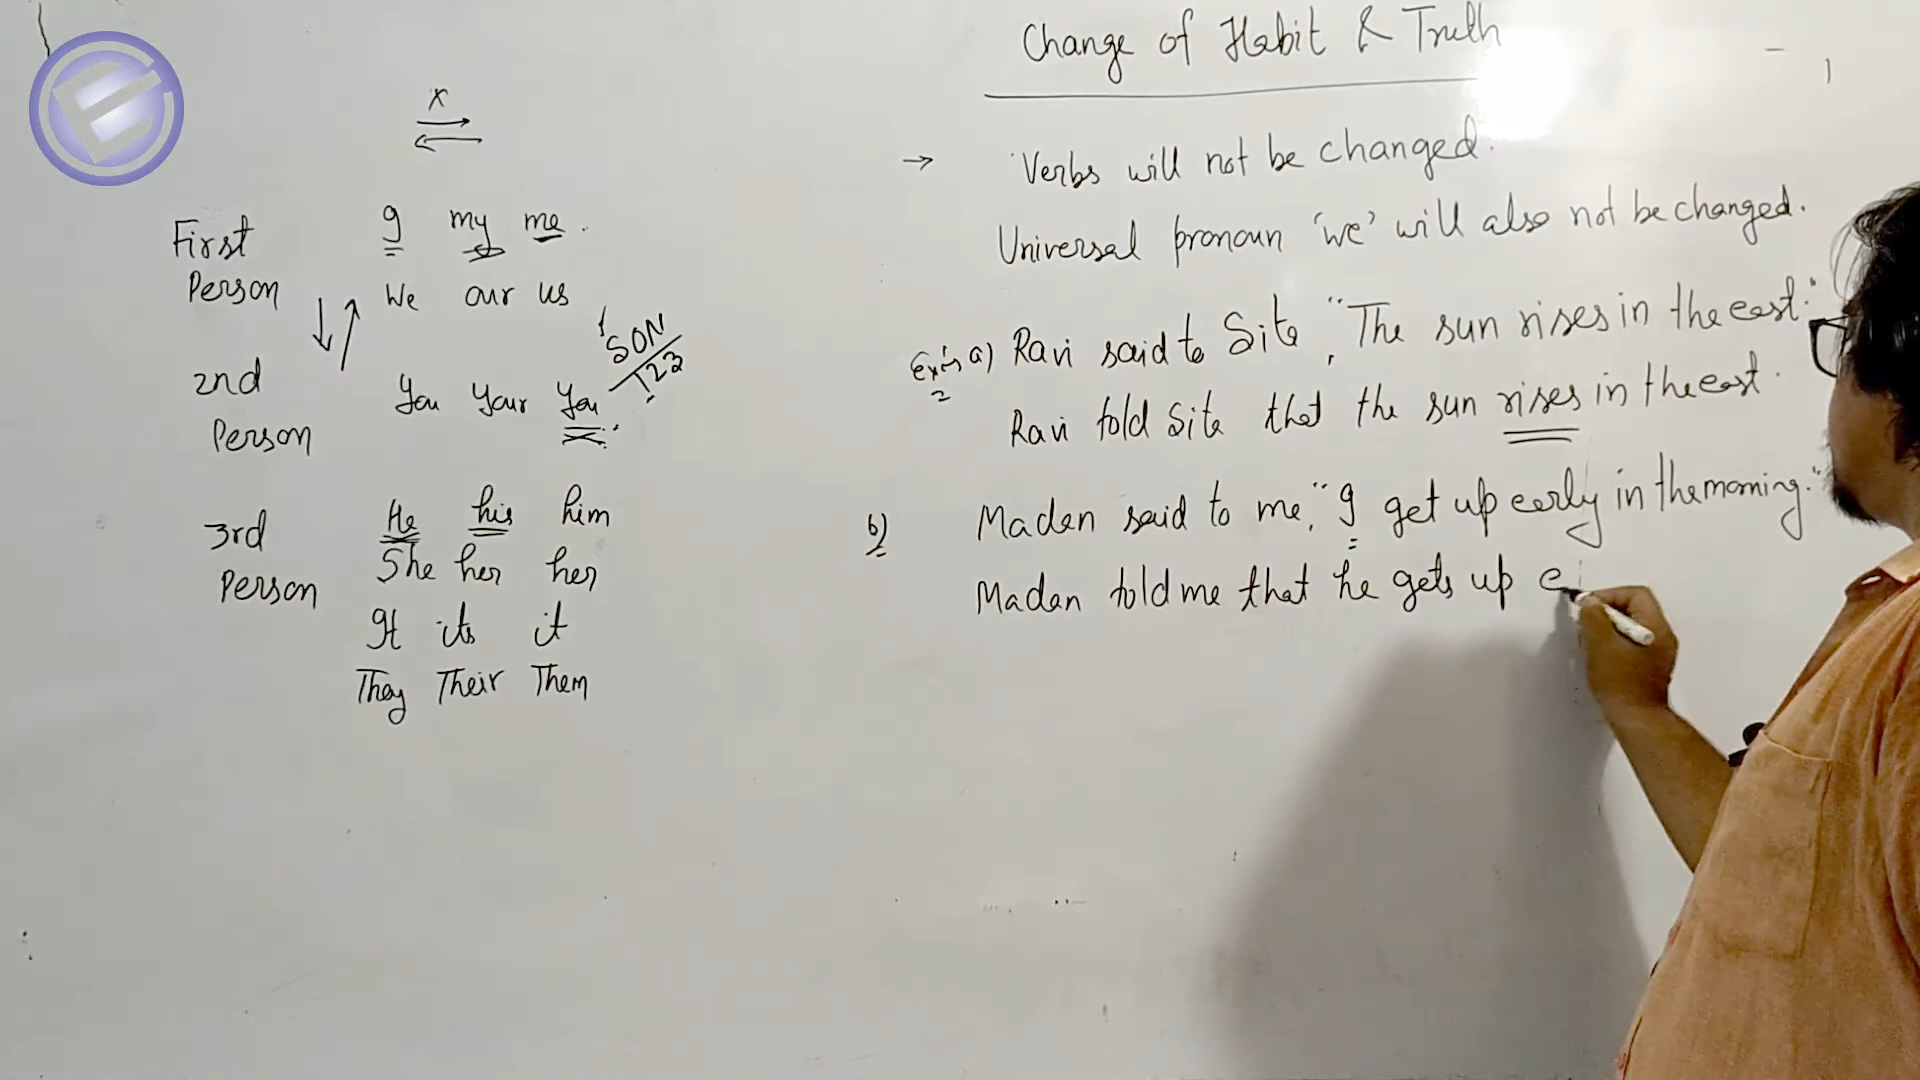 Change of Habit & Truth
x
→ Verbs will not be changed.
Universal pronoun 'we' will also not be changed.
First Person
I my me.
We our us
2nd Person
You Your You
SON
123
3rd Person
He his him
She her her
It its it
They Their Them
a) Ravi said to Sita, "The sun rises in the east."
Ravi told Sita that the sun rises in the east.
b) Madan said to me, "I get up early in the morning."
Madan told me that he gets up e